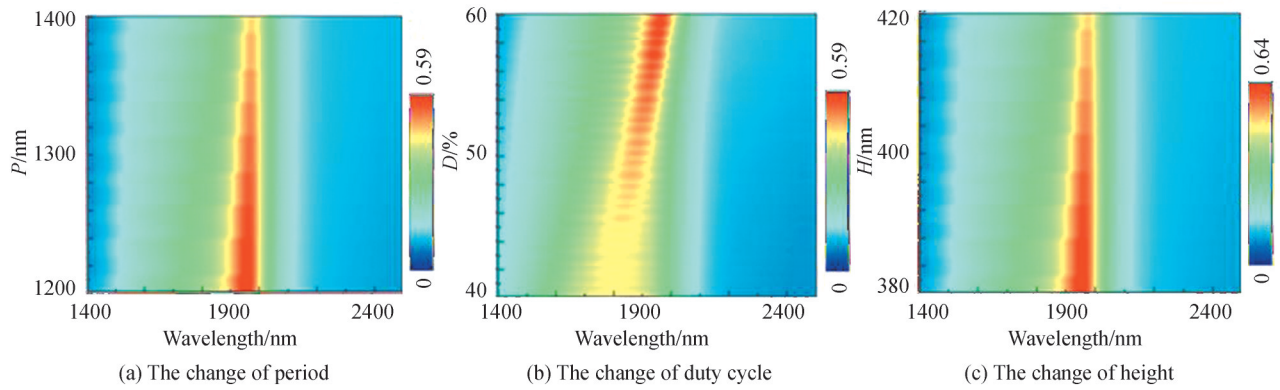 1400
1300
1200
P/nm
1400 1900 2400
Wavelength/nm
0.59
0
(a) The change of period
60
50
40
D/%
1400 1900 2400
Wavelength/nm
0.59
0
(b) The change of duty cycle
420
400
380
H/nm
1400 1900 2400
Wavelength/nm
0.64
0
(c) The change of height